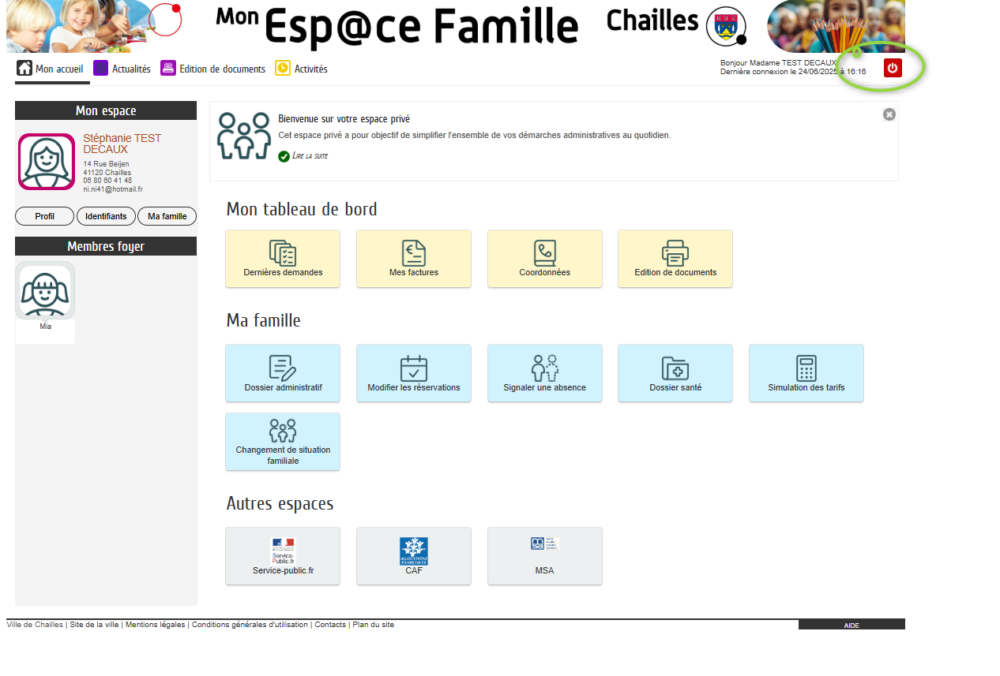 Mon Esp@ce Famille
Chailles
Mon accueil
Actualités
Edition de documents
Activités
Bonjour Madame TEST DECAUX
Dernière connexion le 24/06/2025 à 16:16
Mon espace
Stéphanie TEST
DECAUX
14 Rue Beijen
41120 Chailles
06 80 60 41 48
ni.ni41@hotmail.fr
Profil
Identifiants
Ma famille
Membres foyer
Mia
Bienvenue sur votre espace privé
Cet espace privé a pour objectif de simplifier l'ensemble de vos démarches administratives au quotidien.
Lire la suite
Mon tableau de bord
Dernières demandes
Mes factures
Coordonnées
Edition de documents
Ma famille
Dossier administratif
Modifier les réservations
Signaler une absence
Dossier santé
Simulation des tarifs
Changement de situation
familiale
Autres espaces
Service-
Public.fr
Service-public.fr
ALLOCATIONS
FAMILIALES
CAF
MSA
Ville de Chailles | Site de la ville | Mentions légales | Conditions générales d'utilisation | Contacts | Plan du site
AIDE